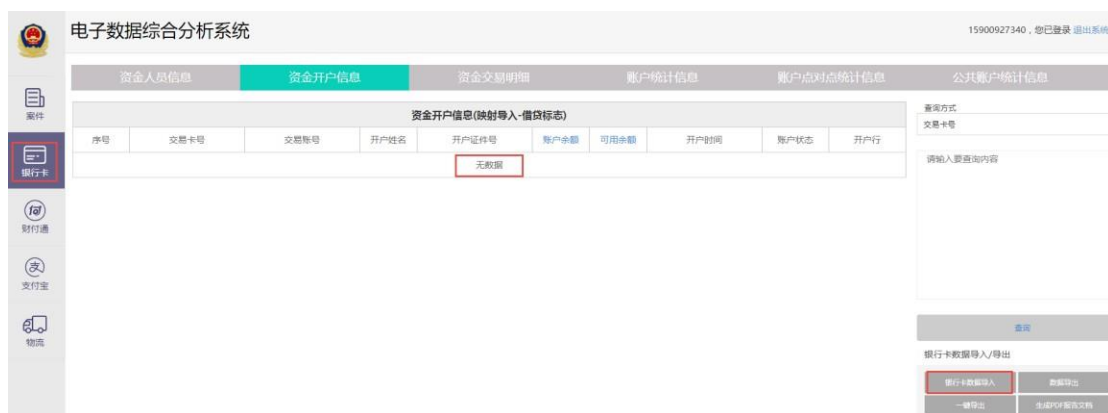 电子数据综合分析系统
15900927340，您已登录 退出系统
资金人员信息 资金开户信息 资金交易明细 账户统计信息 账户点对点统计信息 公共账户统计信息
案件
银行卡
财付通
支付宝
物流
资金开户信息(映射导入-借贷标志)
序号 交易卡号 交易账号 开户姓名 开户证件号 账户余额 可用余额 开户时间 账户状态 开户行
无数据
查询方式
交易卡号
请输入要查询内容
查询
银行卡数据导入/导出
银行卡数据导入 数据导出
一键导出 生成PDF报告文档